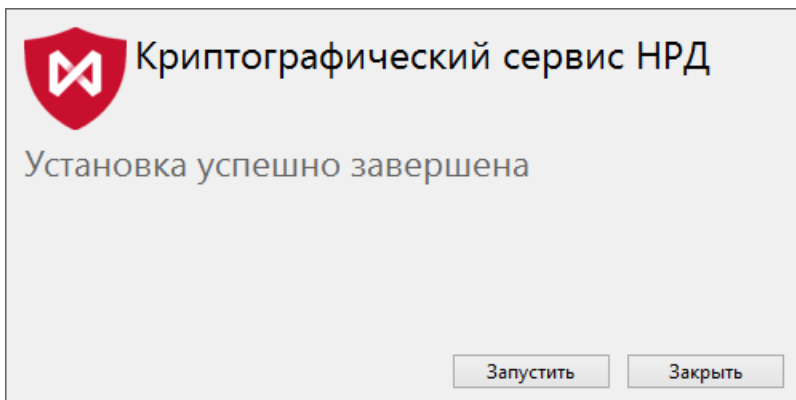 Криптографический сервис НРД
Установка успешно завершена
Запустить
Закрыть